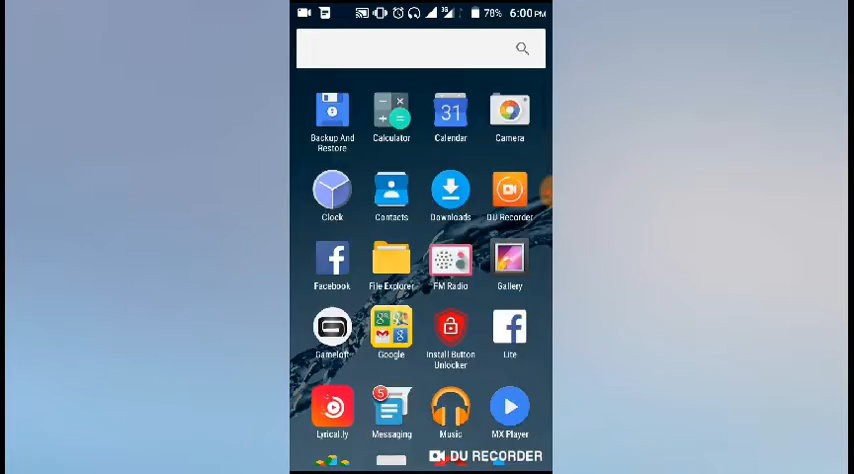 3G 78% 6:00 PM
Backup And Restore
Calculator
31
Calendar
Camera
Clock
Contacts
Downloads
DU Recorder
Facebook
File Explorer
FM Radio
Gallery
Gameloft
Google
Install Button Unlocker
Lite
Lyrical.ly
5
Messaging
Music
MX Player
DU RECORDER